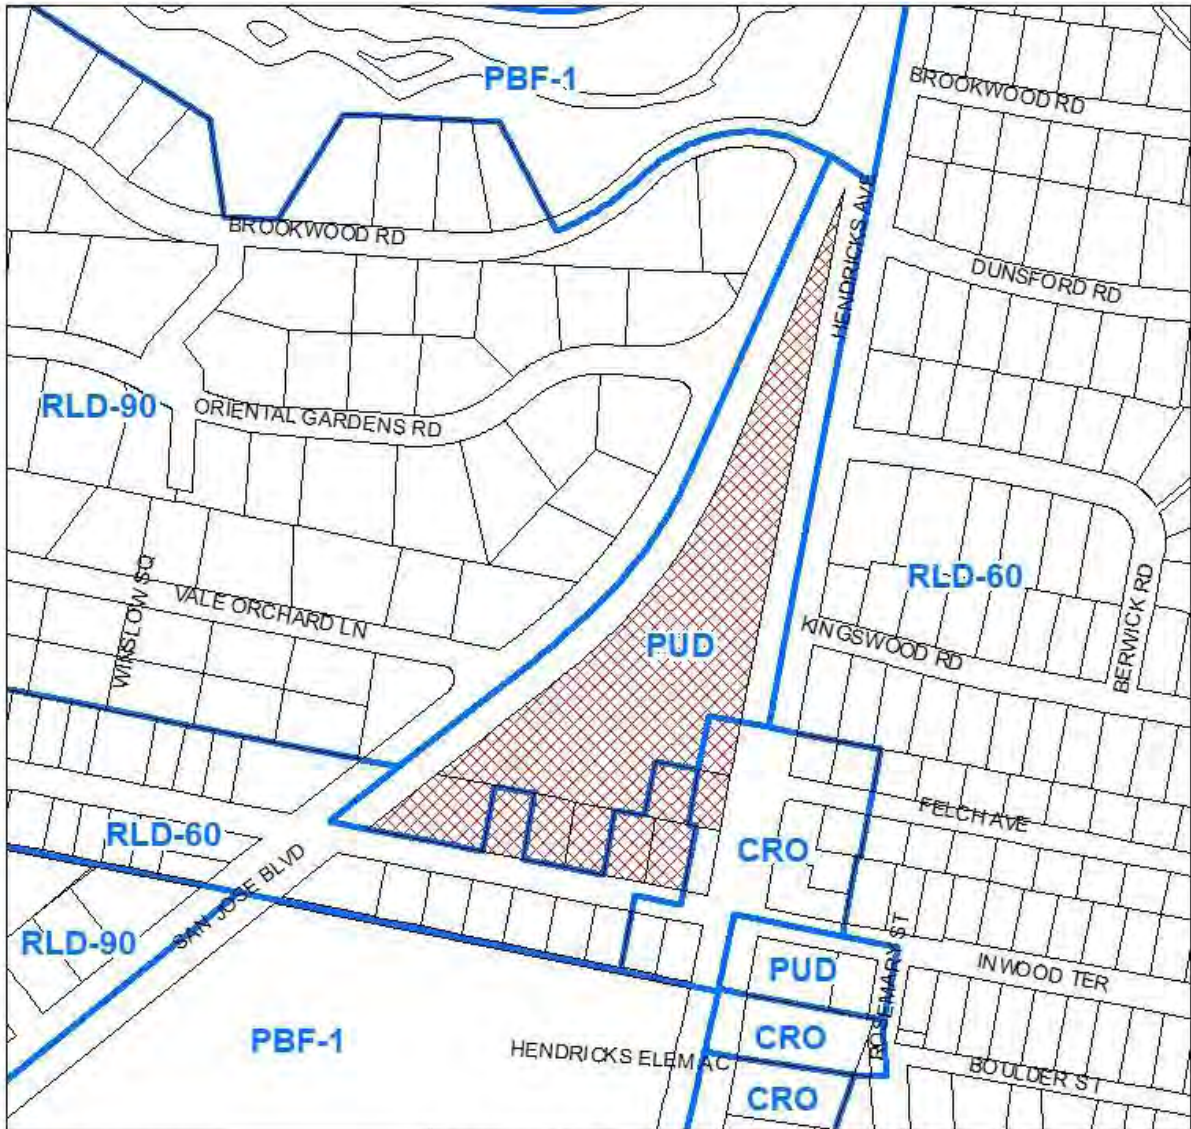 PBF-1
BROOKWOOD RD
BROOKWOOD RD
HENDRICKS AVE
DUNSFORD RD
RLD-90
ORIENTAL GARDENS RD
WINSLOW SQ
VALE ORCHARD LN
RLD-60
BERWICK RD
KINGSWOOD RD
PUD
FELCH AVE
RLD-60
CRO
SAN JOSE BLVD
RLD-90
ROSEMARY ST
PUD
INWOOD TER
PBF-1
CRO
HENDRICKS ELEM AC
BOULDER ST
CRO